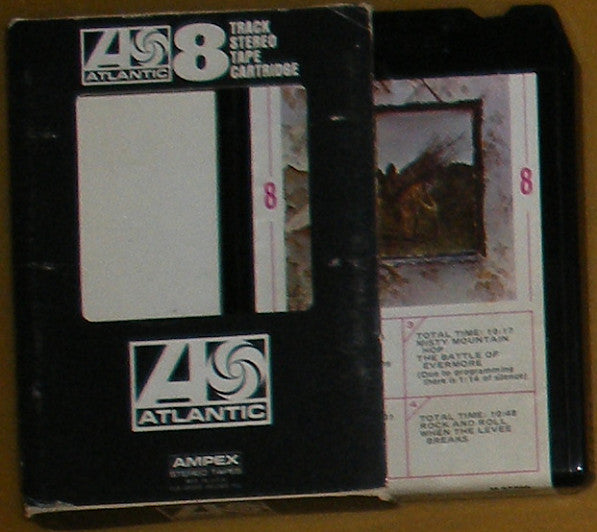 ATLANTIC
8
TRACK
STEREO
TAPE
CARTRIDGE
8
8
3
TOTAL TIME: 10:17
MISTY MOUNTAIN
HOP
THE BATTLE OF
EVERMORE
(Due to programming
there is 1:14 of silence)
4
TOTAL TIME: 10:48
ROCK AND ROLL
WHEN THE LEVEE
BREAKS
ATLANTIC
AMPEX
STEREO TAPES